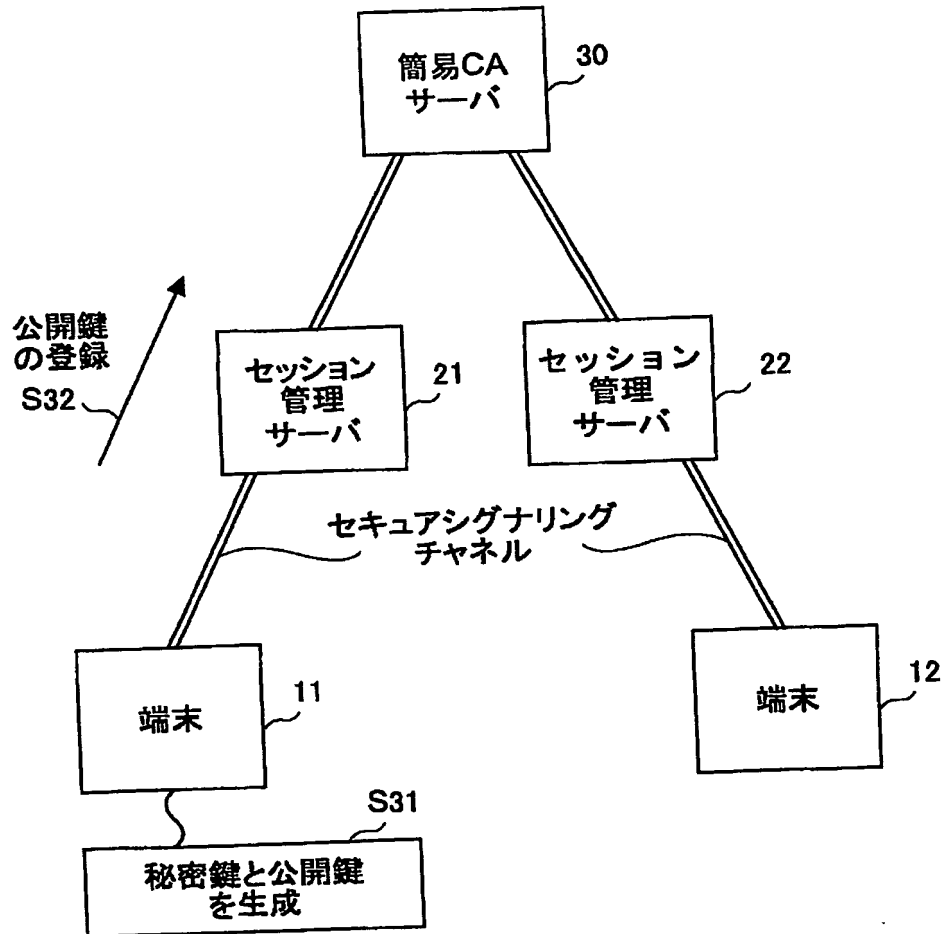 簡易CA
サーバ
30
公開鍵
の登録
S32
セッション
管理
サーバ
21
セッション
管理
サーバ
22
セキュアシグナリング
チャネル
端末
11
端末
12
S31
秘密鍵と公開鍵
を生成